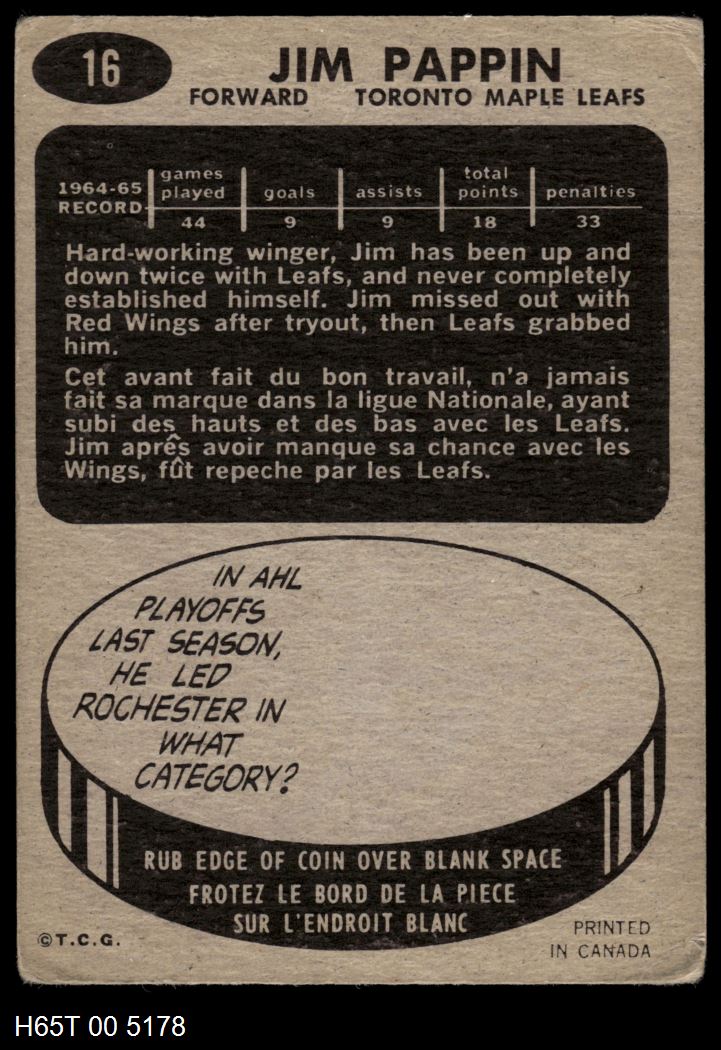 16
JIM PAPPIN
FORWARD TORONTO MAPLE LEAFS
1964-65 RECORD games played goals assists total points penalties
44 9 9 18 33
Hard-working winger, Jim has been up and
down twice with Leafs, and never completely
established himself. Jim missed out with
Red Wings after tryout, then Leafs grabbed
him.
Cet avant fait du bon travail, n'a jamais
fait sa marque dans la ligue Nationale, ayant
subi des hauts et des bas avec les Leafs.
Jim aprês avoir manque sa chance avec les
Wings, fût repeche par les Leafs.
IN AHL
PLAYOFFS
LAST SEASON,
HE LED
ROCHESTER IN
WHAT
CATEGORY?
RUB EDGE OF COIN OVER BLANK SPACE
FROTEZ LE BORD DE LA PIECE
SUR L'ENDROIT BLANC
©T.C.G.
PRINTED
IN CANADA
H65T 00 5178